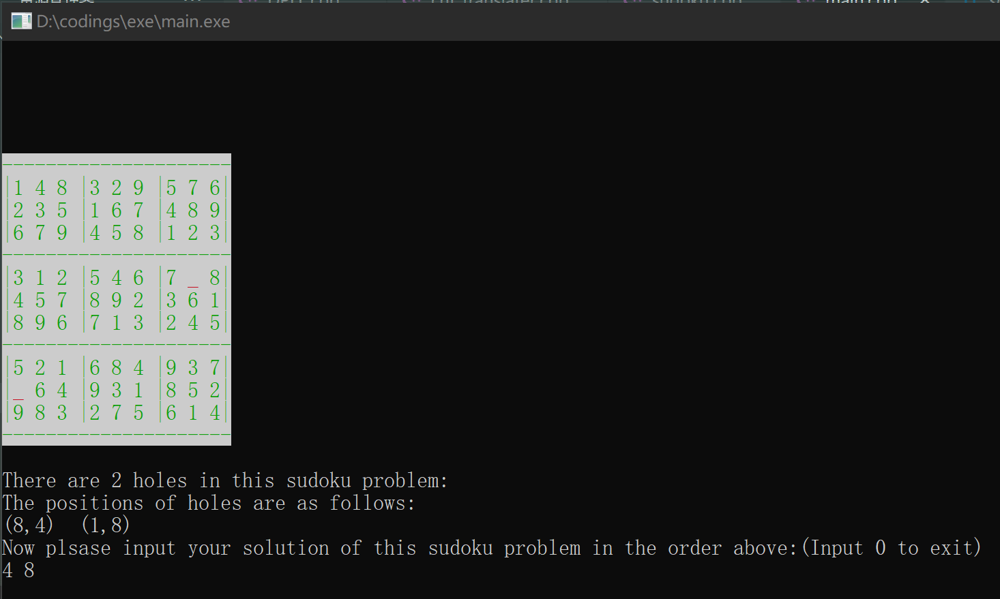 D:\codings\exe\main.exe
---------------------
|1 4 8 |3 2 9 |5 7 6|
|2 3 5 |1 6 7 |4 8 9|
|6 7 9 |4 5 8 |1 2 3|
---------------------
|3 1 2 |5 4 6 |7 _ 8|
|4 5 7 |8 9 2 |3 6 1|
|8 9 6 |7 1 3 |2 4 5|
---------------------
|5 2 1 |6 8 4 |9 3 7|
|_ 6 4 |9 3 1 |8 5 2|
|9 8 3 |2 7 5 |6 1 4|
---------------------
There are 2 holes in this sudoku problem:
The positions of holes are as follows:
(8,4)  (1,8)
Now plsase input your solution of this sudoku problem in the order above:(Input 0 to exit)
4 8